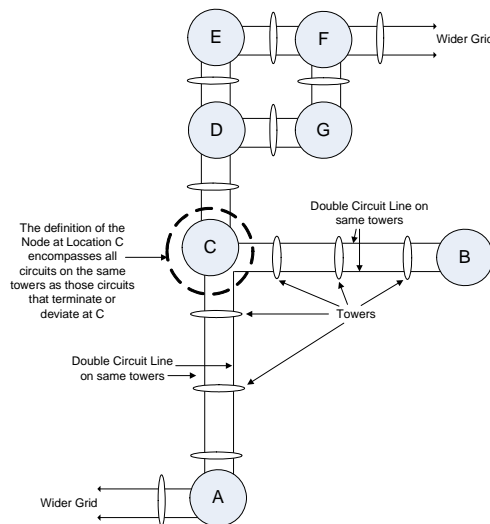 E
F
Wider Grid
D
G
Double Circuit Line on
same towers
The definition of the
Node at Location C
encompasses all
circuits on the same
towers as those circuits
that terminate or
deviate at C
C
B
Towers
Double Circuit Line
on same towers
Wider Grid
A